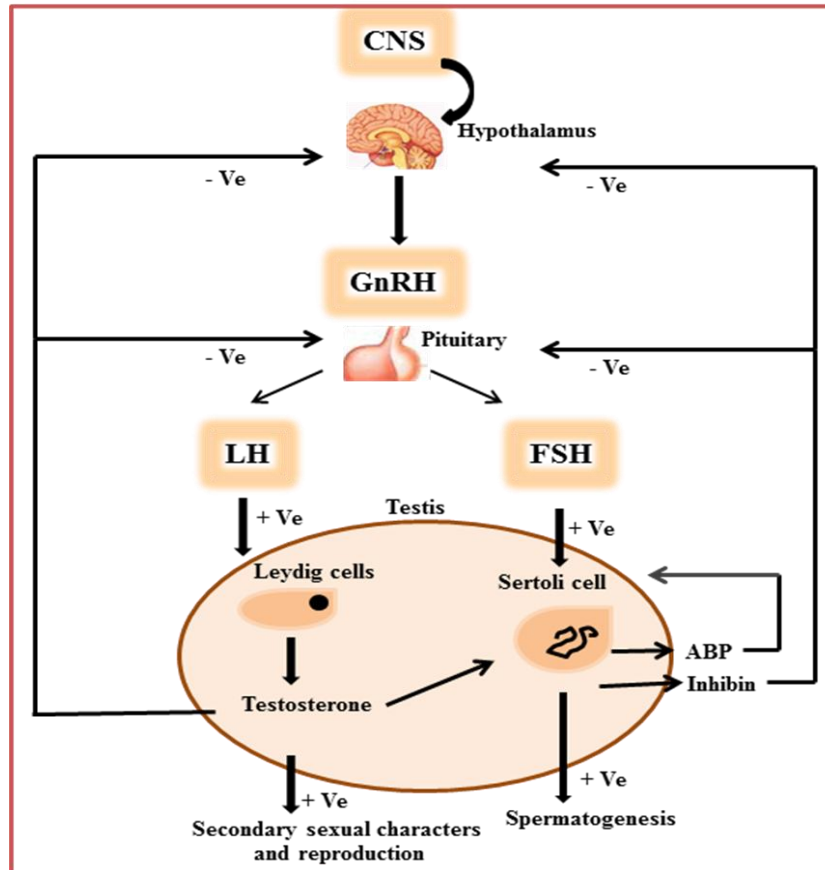 CNS
Hypothalamus
- Ve
- Ve
GnRH
Pituitary
- Ve
- Ve
LH
FSH
Testis
+ Ve
+ Ve
Leydig cells
Sertoli cell
ABP
Inhibin
Testosterone
+ Ve
+ Ve
Secondary sexual characters
and reproduction
Spermatogenesis